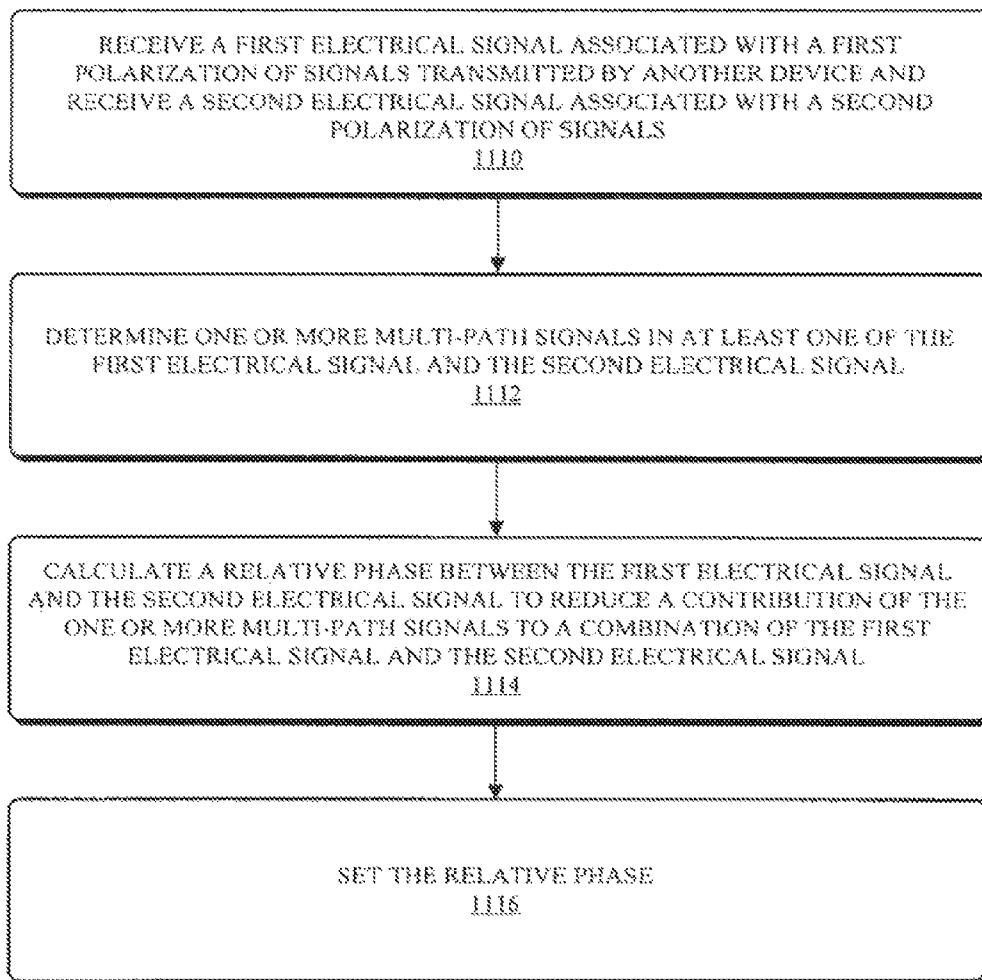 RECEIVE A FIRST ELECTRICAL SIGNAL ASSOCIATED WITH A FIRST
POLARIZATION OF SIGNALS TRANSMITTED BY ANOTHER DEVICE AND
RECEIVE A SECOND ELECTRICAL SIGNAL ASSOCIATED WITH A SECOND
POLARIZATION OF SIGNALS
1110
DETERMINE ONE OR MORE MULTI-PATH SIGNALS IN AT LEAST ONE OF THE
FIRST ELECTRICAL SIGNAL AND THE SECOND ELECTRICAL SIGNAL
1112
CALCULATE A RELATIVE PHASE BETWEEN THE FIRST ELECTRICAL SIGNAL
AND THE SECOND ELECTRICAL SIGNAL TO REDUCE A CONTRIBUTION OF THE
ONE OR MORE MULTI-PATH SIGNALS TO A COMBINATION OF THE FIRST
ELECTRICAL SIGNAL AND THE SECOND ELECTRICAL SIGNAL
1114
SET THE RELATIVE PHASE
1116